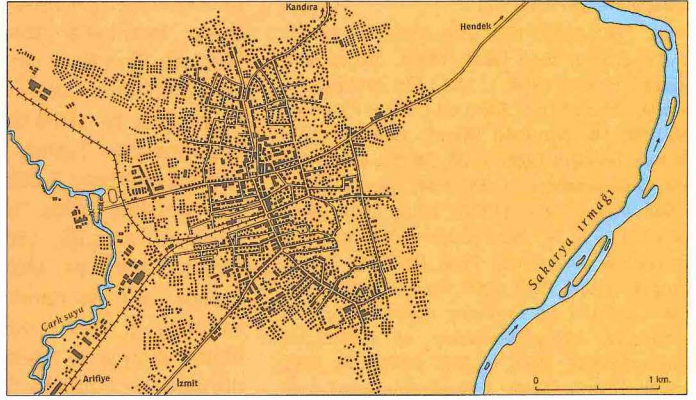 Kandıra
Hendek
Sakarya ırmağı
Çark suyu
Arifiye
İzmit
0
1 km.